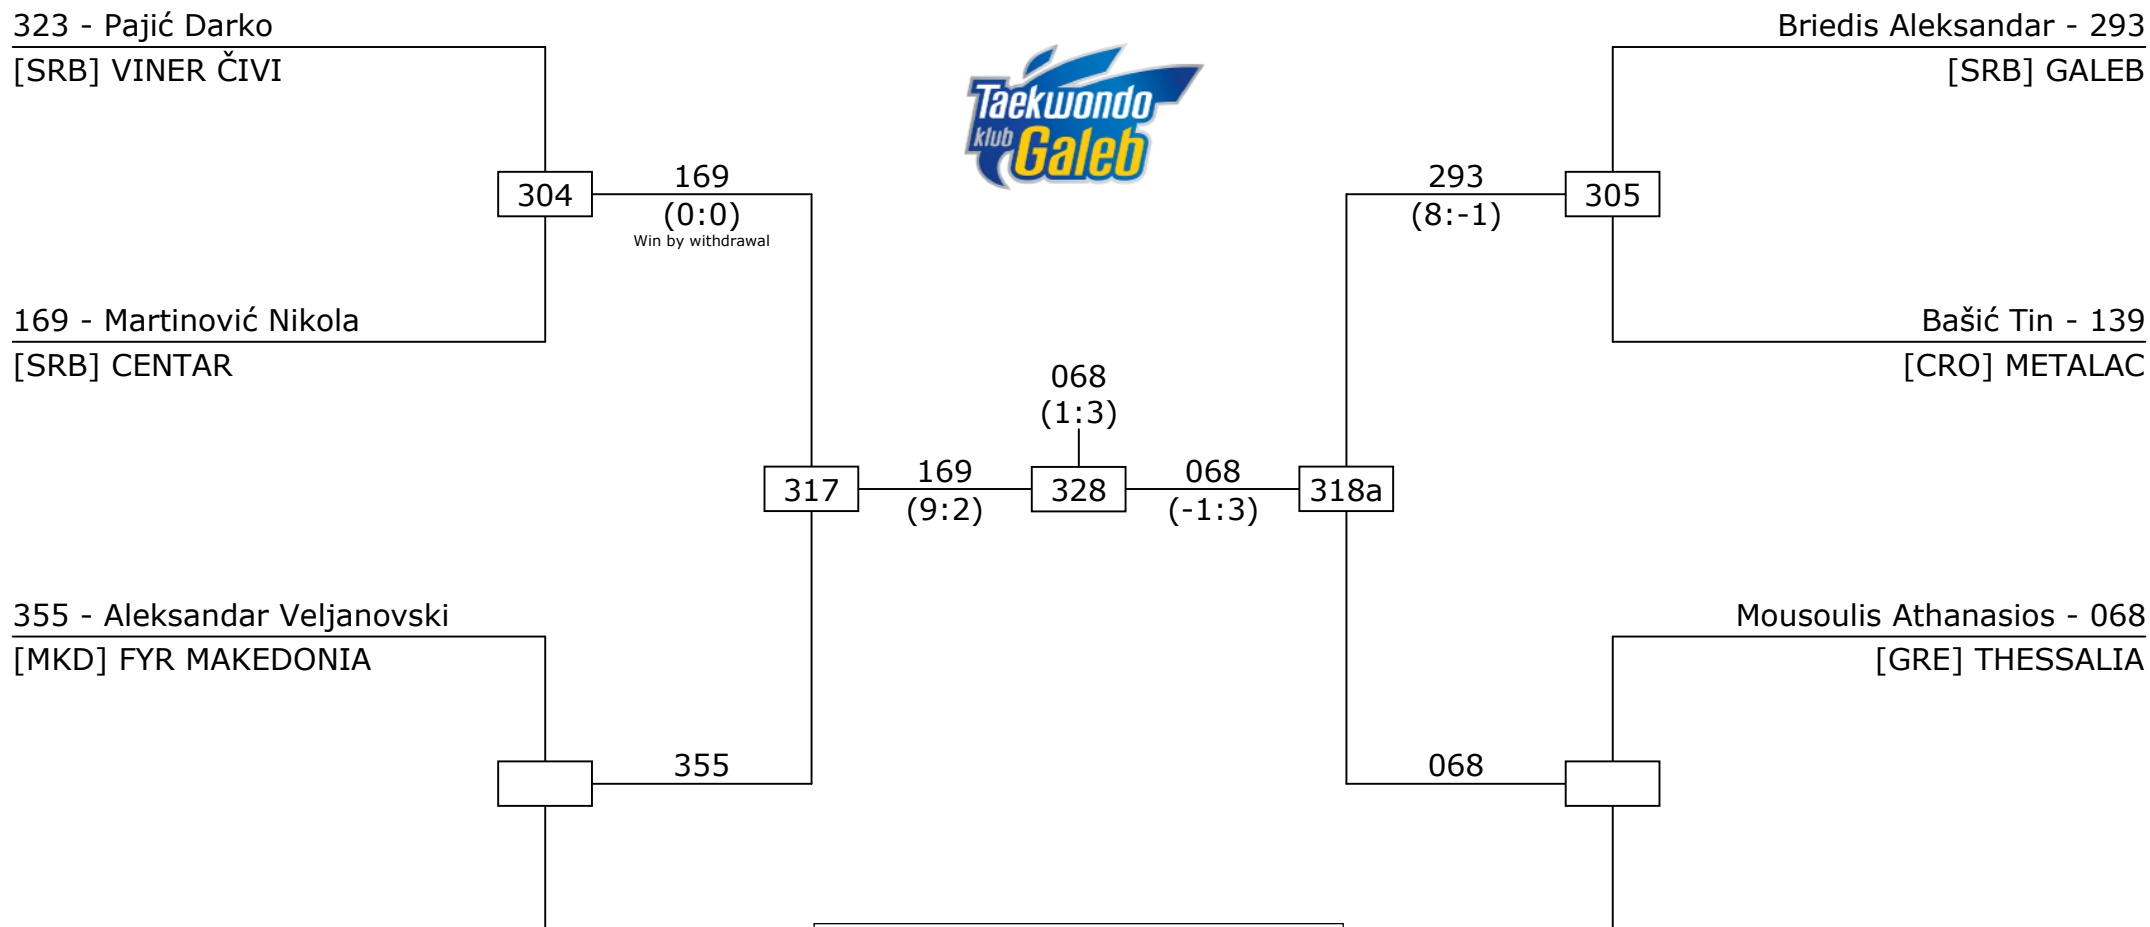 323 - Pajić Darko
[SRB] VINER ČIVI
Briedis Aleksandar - 293
[SRB] GALEB
Taekwondo
klub Galeb
304
169
(0:0)
Win by withdrawal
293
(8:-1)
305
169 - Martinović Nikola
[SRB] CENTAR
Bašić Tin - 139
[CRO] METALAC
068
(1:3)
317
169
(9:2)
328
068
(-1:3)
318a
355 - Aleksandar Veljanovski
[MKD] FYR MAKEDONIA
Mousoulis Athanasios - 068
[GRE] THESSALIA
355
068